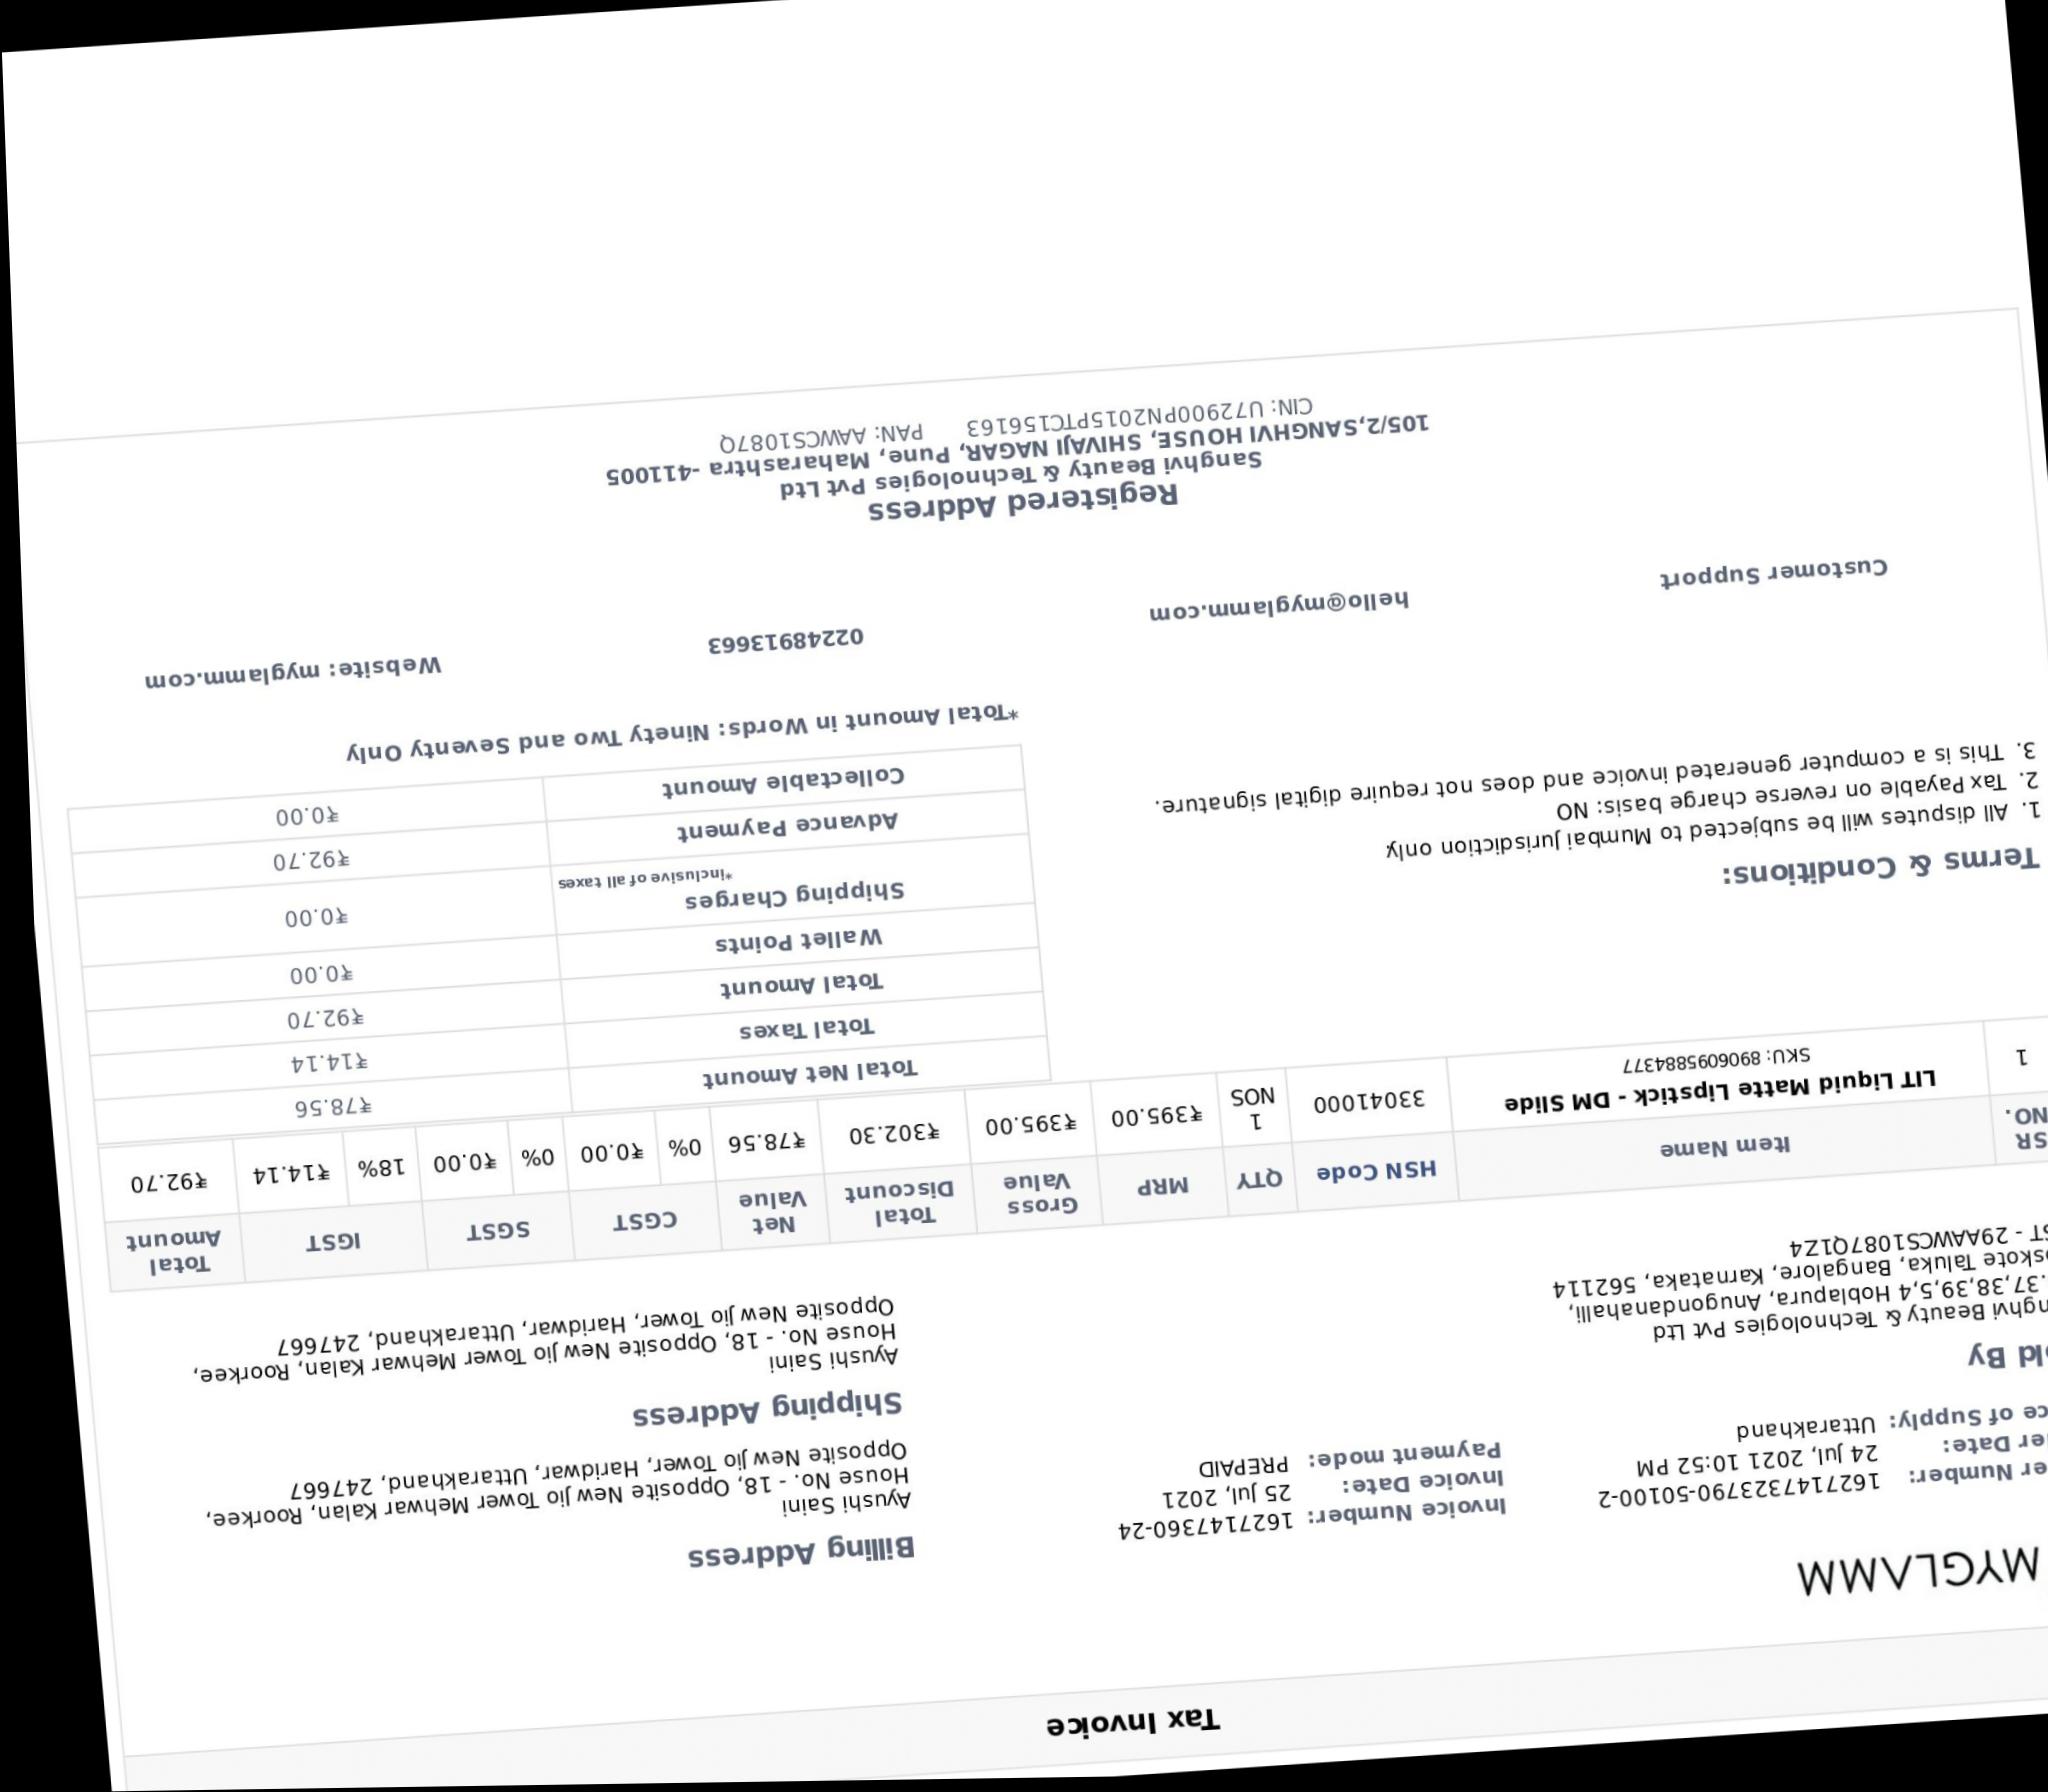 Tax Invoice
MYGLAMM
er Number: 1627147323790-50100-2
er Date: 24 Jul, 2021 10:52 PM
ce of Supply: Uttarakhand
Invoice Number: 1627147360-24
Invoice Date: 25 Jul, 2021
Payment mode: PREPAID
Billing Address
Ayushi Saini
House No. - 18, Opposite New Jio Tower Mehwar Kalan, Roorkee,
Opposite New Jio Tower, Haridwar, Uttarakhand, 247667
Shipping Address
Ayushi Saini
House No. - 18, Opposite New Jio Tower Mehwar Kalan, Roorkee,
Opposite New Jio Tower, Haridwar, Uttarakhand, 247667
ld By
nghvi Beauty & Technologies Pvt Ltd
.37,38,39,5,4 Hoblapura, Anugondanahalli,
skote Taluka, Bangalore, Karnataka, 562114
ST - 29AAWCS1087Q1Z4
SR NO. Item Name HSN Code QTY MRP Gross Value Total Discount Net Value CGST SGST IGST Total Amount
1 LIT Liquid Matte Lipstick - DM Slide 33041000 1 NOS ₹395.00 ₹395.00 ₹302.30 ₹78.56 0% ₹0.00 0% ₹0.00 18% ₹14.14 ₹92.70
SKU: 8906095884377
Total Net Amount ₹78.56
Total Taxes ₹14.14
Total Amount ₹92.70
Wallet Points ₹0.00
Shipping Charges ₹0.00
*inclusive of all taxes
Advance Payment ₹92.70
Collectable Amount ₹0.00
*Total Amount in Words: Ninety Two and Seventy Only
Terms & Conditions:
1. All disputes will be subjected to Mumbai Jurisdiction only
2. Tax Payable on reverse charge basis: NO
3. This is a computer generated invoice and does not require digital signature.
Customer Support hello@myglamm.com 02248913663 Website: myglamm.com
Registered Address
Sanghvi Beauty & Technologies Pvt Ltd
105/2,SANGHVI HOUSE, SHIVAJI NAGAR, Pune, Maharashtra -411005
CIN: U72900PN2015PTC156163 PAN: AAWCS1087Q